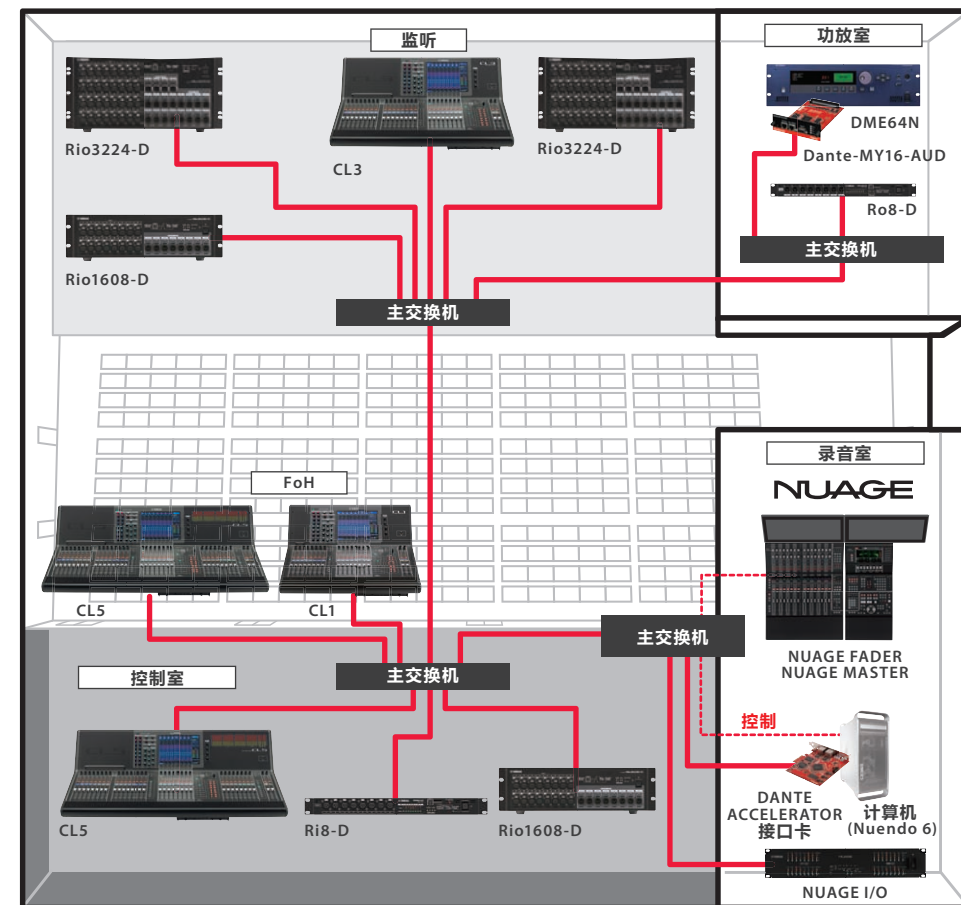 监听
功放室
Rio3224-D
CL3
Rio3224-D
DME64N
Dante-MY16-AUD
Ro8-D
Rio1608-D
主交换机
主交换机
FoH
录音室
NUAGE
CL5
CL1
主交换机
NUAGE FADER
NUAGE MASTER
控制室
主交换机
控制
CL5
Ri8-D
Rio1608-D
DANTE
ACCELERATOR
接口卡
计算机
(Nuendo 6)
NUAGE I/O